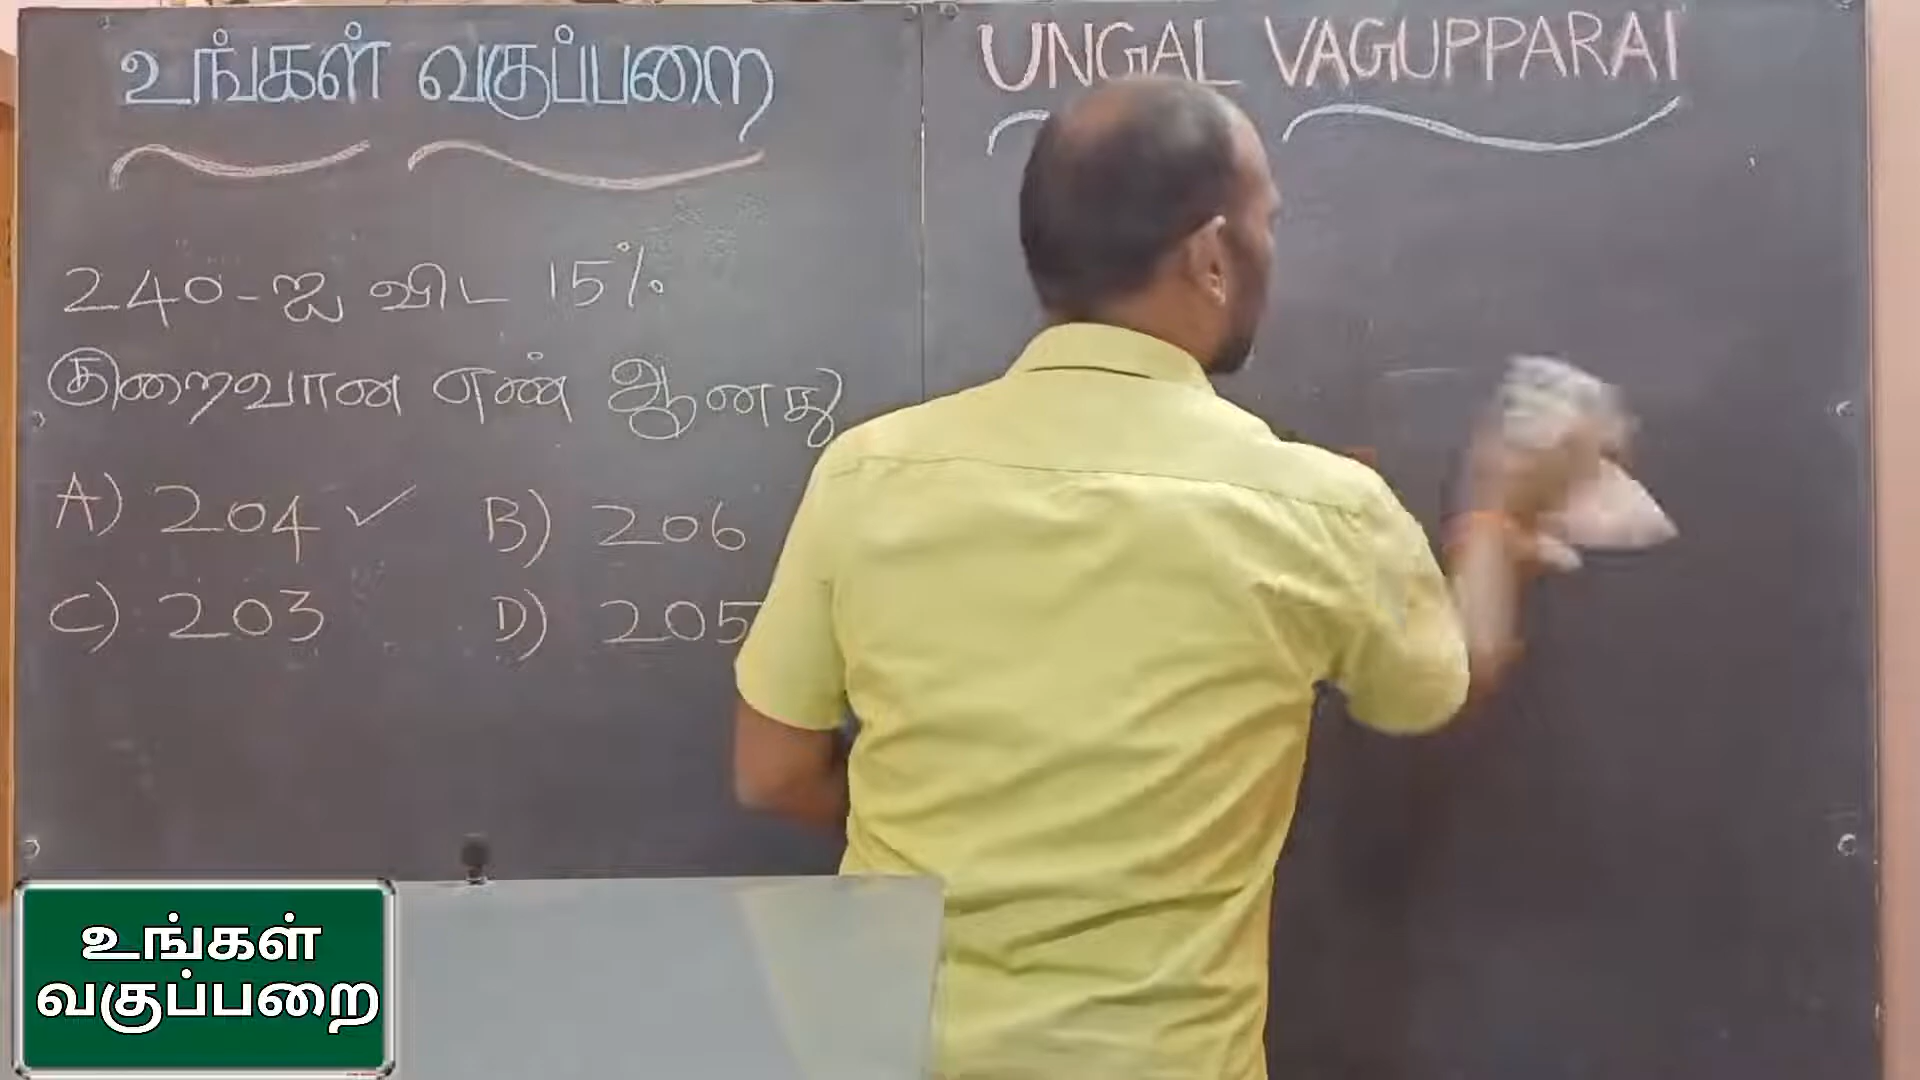 உங்கள் வகுப்பறை
UNGAL VAGUPPARAI
240-ஐ விட 15%
குறைவான எண் ஆனது
A) 204 ✓ B) 206
C) 203 D) 205
உங்கள்
வகுப்பறை